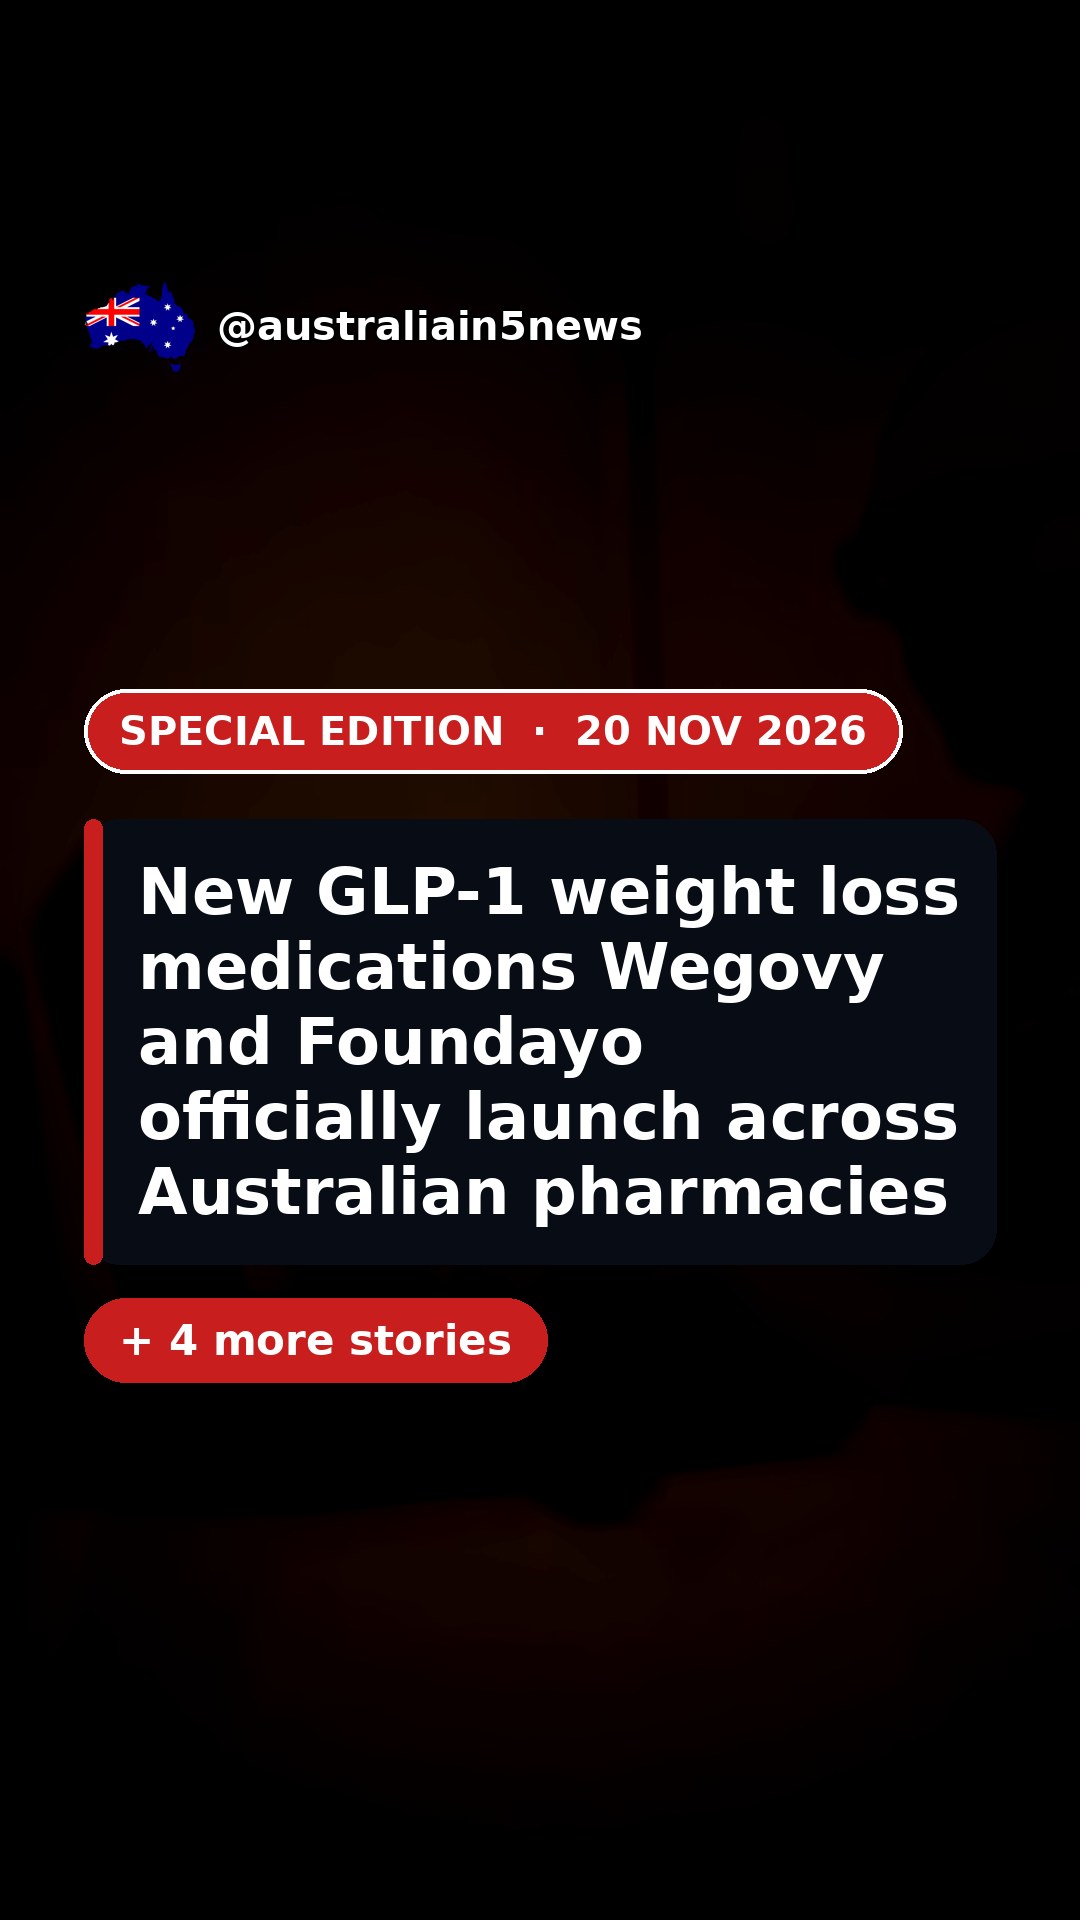 @australiain5news
SPECIAL EDITION · 20 NOV 2026
New GLP-1 weight loss
medications Wegovy
and Foundayo
officially launch across
Australian pharmacies
+ 4 more stories